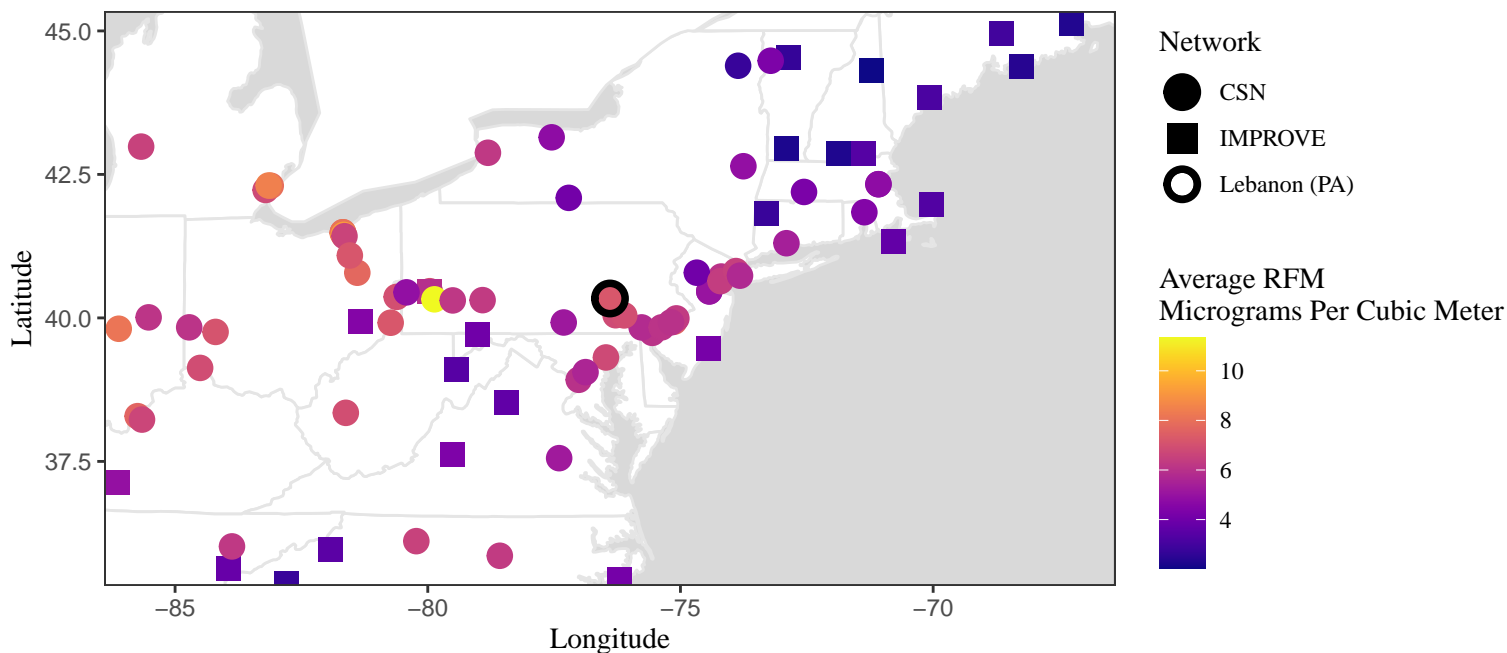 45.0
42.5
40.0
37.5
Latitude
−85
−80
−75
−70
Longitude
Network
CSN
IMPROVE
Lebanon (PA)
Average RFM
Micrograms Per Cubic Meter
10
8
6
4